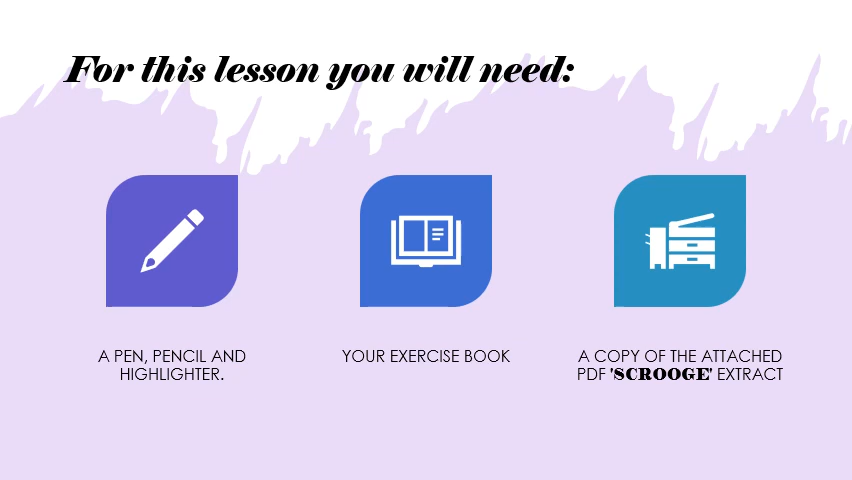 For this lesson you will need:
A PEN, PENCIL AND
HIGHLIGHTER.
YOUR EXERCISE BOOK
A COPY OF THE ATTACHED
PDF 'SCROOGE' EXTRACT